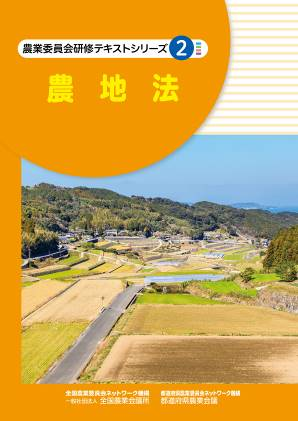 農業委員会研修テキストシリーズ 2
農地法
全国農業委員会ネットワーク機構
一般社団法人 全国農業会議所
都道府県農業委員会ネットワーク機構
都道府県農業会議